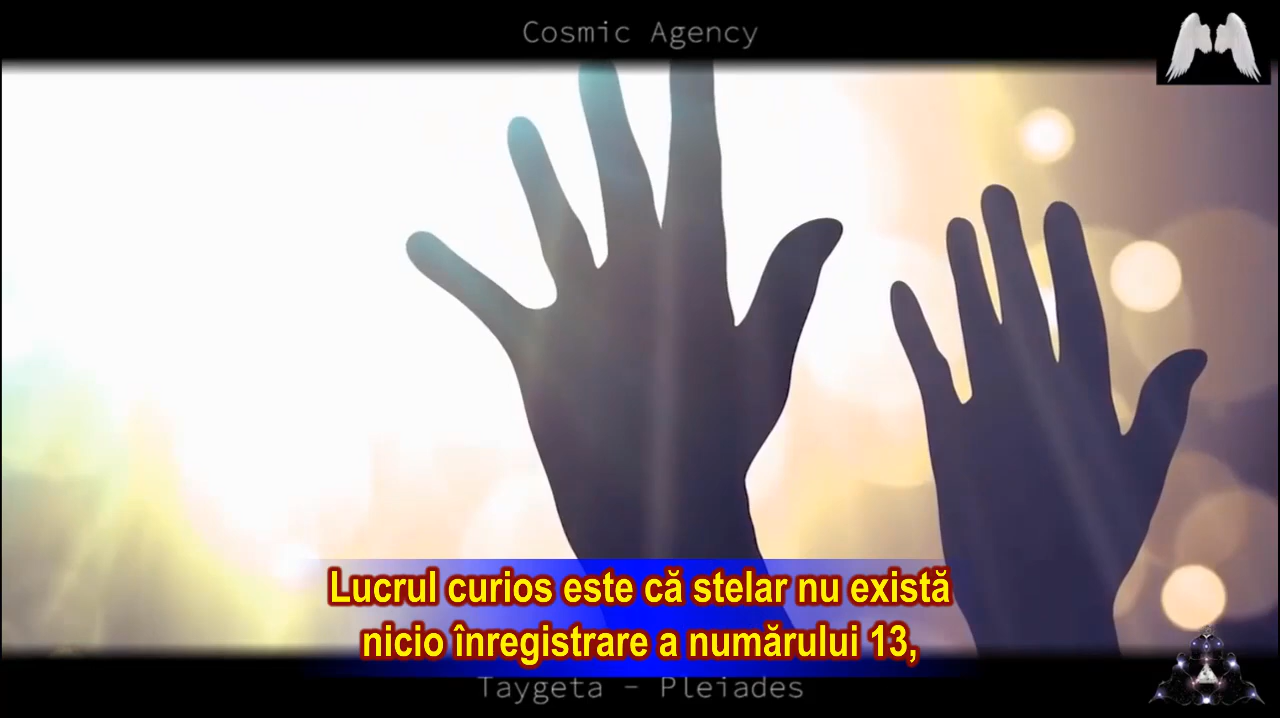 Cosmic Agency
Lucrul curios este că stelar nu există
nicio înregistrare a numărului 13,
Taygeta – Pleiades